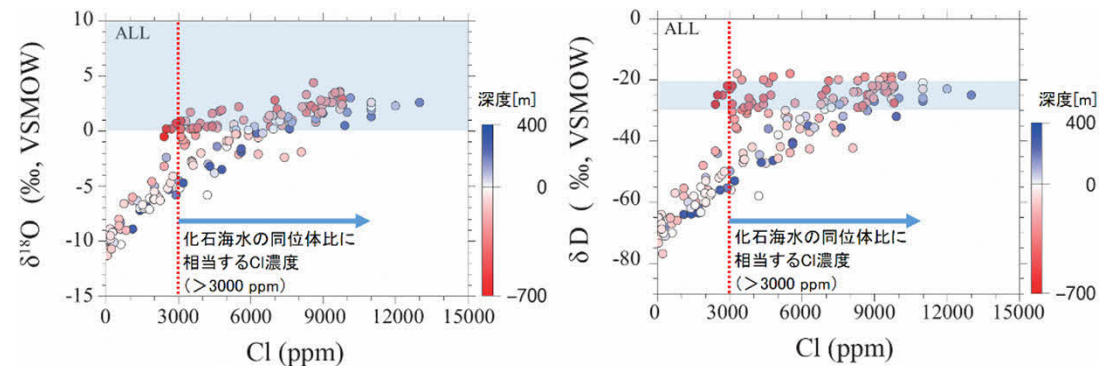 ALL
δ¹⁸O (‰, VSMOW)
10
5
0
-5
-10
-15
0
3000
6000
9000
12000
15000
Cl (ppm)
化石海水の同位体比に
相当するCl濃度
(>3000 ppm)
深度[m]
400
0
−700
ALL
δD (‰, VSMOW)
-0
-20
-40
-60
-80
0
3000
6000
9000
12000
15000
Cl (ppm)
化石海水の同位体比に
相当するCl濃度
(>3000 ppm)
深度[m]
400
0
−700